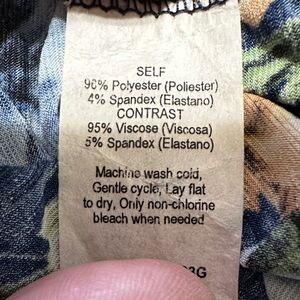 SELF
96% Polyester (Poliester)
4% Spandex (Elastano)
CONTRAST
95% Viscose (Viscosa)
5% Spandex (Elastano)
Machine wash cold,
Gentle cycle, Lay flat
to dry, Only non-chlorine
bleach when needed
3G